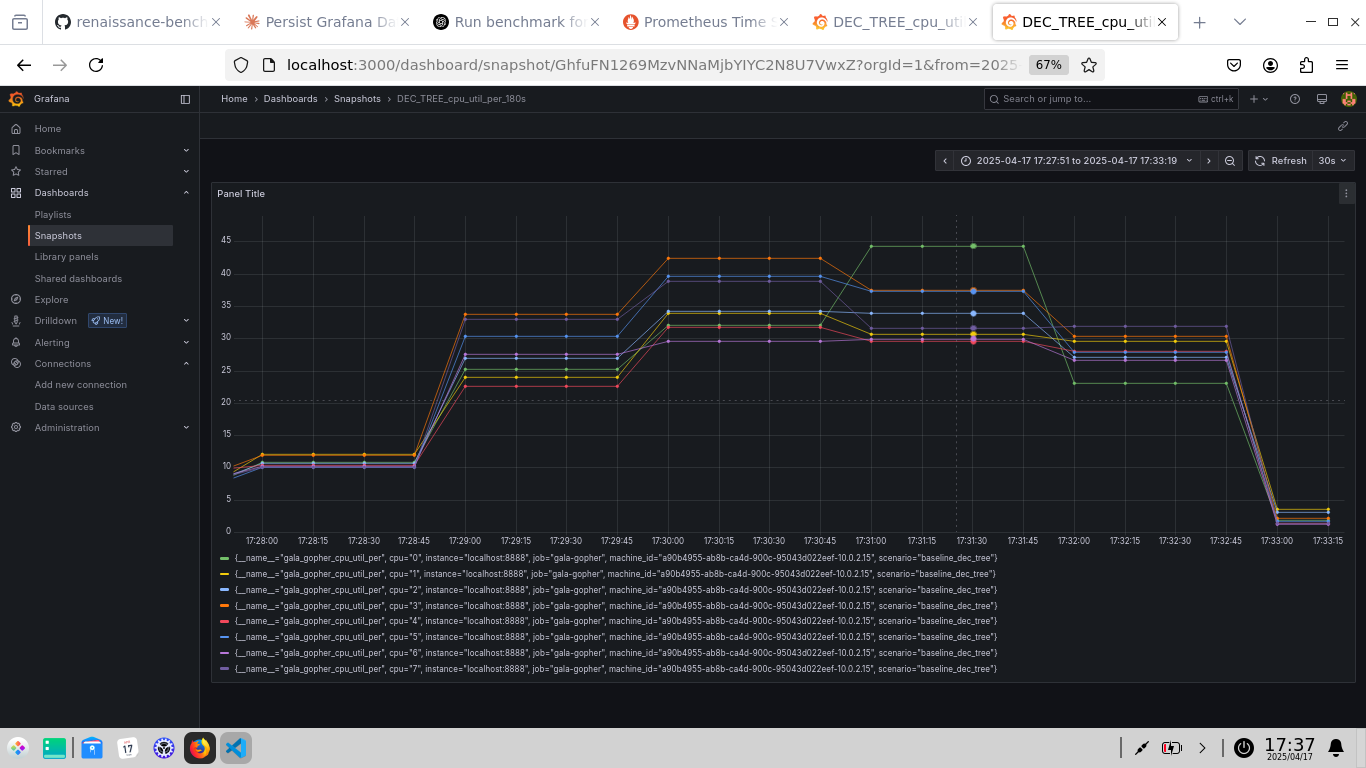 renaissance-bench
Persist Grafana Da
Run benchmark fo
Prometheus Time S
DEC_TREE_cpu_uti
DEC_TREE_cpu_uti
localhost:3000/dashboard/snapshot/GhfuFN1269MzvNNaMjbYIYC2N8U7VwxZ?orgId=1&from=2025
67%
Grafana
Home
Dashboards
Snapshots
DEC_TREE_cpu_util_per_180s
Search or jump to...
ctrl+k
Home
Bookmarks
Starred
Dashboards
Playlists
Snapshots
Library panels
Shared dashboards
Explore
Drilldown
New!
Alerting
Connections
Add new connection
Data sources
Administration
2025-04-17 17:27:51 to 2025-04-17 17:33:19
Refresh
30s
Panel Title
45
40
35
30
25
20
15
10
5
0
17:28:00 17:28:15 17:28:30 17:28:45 17:29:00 17:29:15 17:29:30 17:29:45 17:30:00 17:30:15 17:30:30 17:30:45 17:31:00 17:31:15 17:31:30 17:31:45 17:32:00 17:32:15 17:32:30 17:32:45 17:33:00 17:33:15
{__name__="gala_gopher_cpu_util_per", cpu="0", instance="localhost:8888", job="gala-gopher", machine_id="a90b4955-ab8b-ca4d-900c-95043d022eef-10.0.2.15", scenario="baseline_dec_tree"}
{__name__="gala_gopher_cpu_util_per", cpu="1", instance="localhost:8888", job="gala-gopher", machine_id="a90b4955-ab8b-ca4d-900c-95043d022eef-10.0.2.15", scenario="baseline_dec_tree"}
{__name__="gala_gopher_cpu_util_per", cpu="2", instance="localhost:8888", job="gala-gopher", machine_id="a90b4955-ab8b-ca4d-900c-95043d022eef-10.0.2.15", scenario="baseline_dec_tree"}
{__name__="gala_gopher_cpu_util_per", cpu="3", instance="localhost:8888", job="gala-gopher", machine_id="a90b4955-ab8b-ca4d-900c-95043d022eef-10.0.2.15", scenario="baseline_dec_tree"}
{__name__="gala_gopher_cpu_util_per", cpu="4", instance="localhost:8888", job="gala-gopher", machine_id="a90b4955-ab8b-ca4d-900c-95043d022eef-10.0.2.15", scenario="baseline_dec_tree"}
{__name__="gala_gopher_cpu_util_per", cpu="5", instance="localhost:8888", job="gala-gopher", machine_id="a90b4955-ab8b-ca4d-900c-95043d022eef-10.0.2.15", scenario="baseline_dec_tree"}
{__name__="gala_gopher_cpu_util_per", cpu="6", instance="localhost:8888", job="gala-gopher", machine_id="a90b4955-ab8b-ca4d-900c-95043d022eef-10.0.2.15", scenario="baseline_dec_tree"}
{__name__="gala_gopher_cpu_util_per", cpu="7", instance="localhost:8888", job="gala-gopher", machine_id="a90b4955-ab8b-ca4d-900c-95043d022eef-10.0.2.15", scenario="baseline_dec_tree"}
17
17:37
2025/04/17